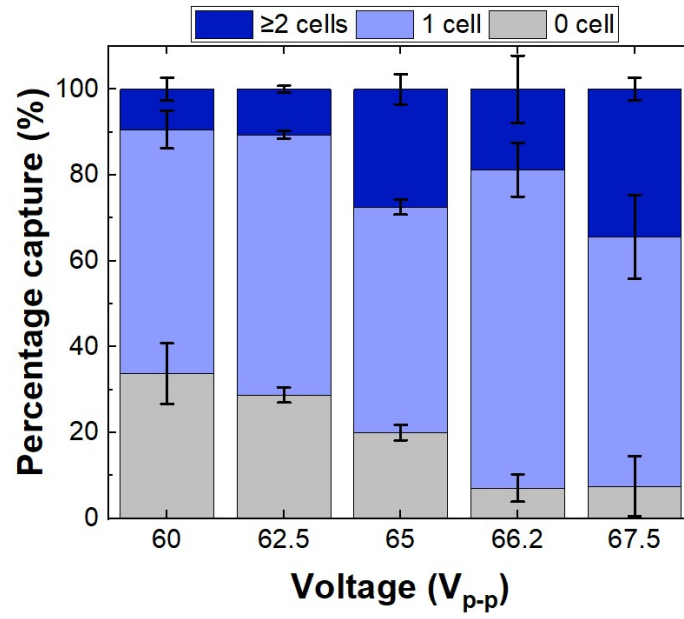 ≥2 cells 1 cell 0 cell
Percentage capture (%)
100
80
60
40
20
0
60 62.5 65 66.2 67.5
Voltage (Vp-p)